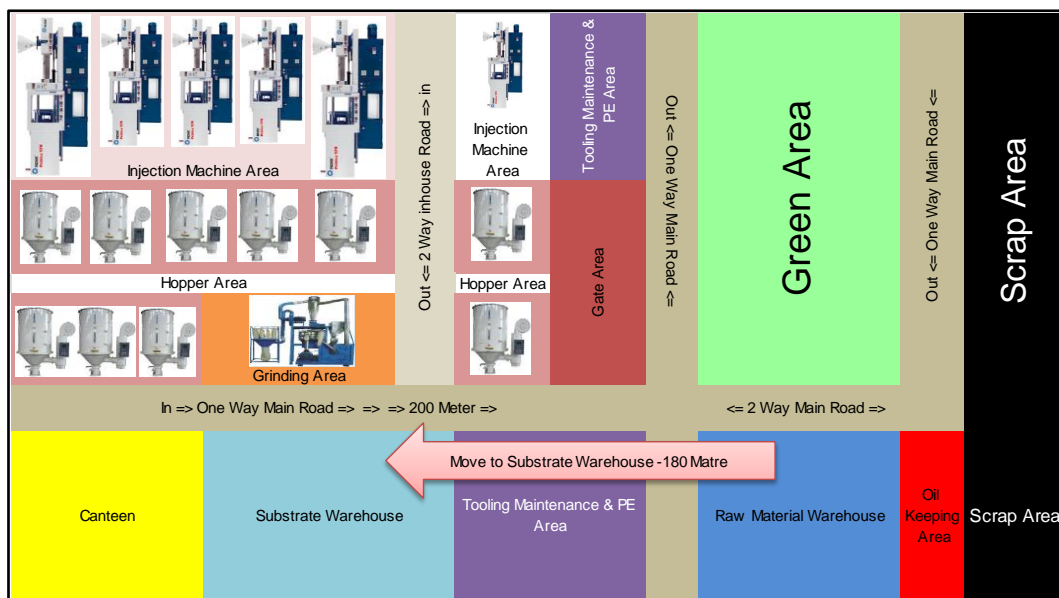 Injection Machine Area
Out <= 2 Way inhouse Road => in
Injection
Machine
Area
Tooling Maintenance &
PE Area
Out <= One Way Main Road <=
Green Area
Out <= One Way Main Road <=
Scrap Area
Hopper Area
Hopper Area
Gate Area
Grinding Area
In => One Way Main Road => => => 200 Meter =>
<= 2 Way Main Road =>
Move to Substrate Warehouse -180 Matre
Canteen
Substrate Warehouse
Tooling Maintenance & PE
Area
Raw Material Warehouse
Oil
Keeping
Area
Scrap Area